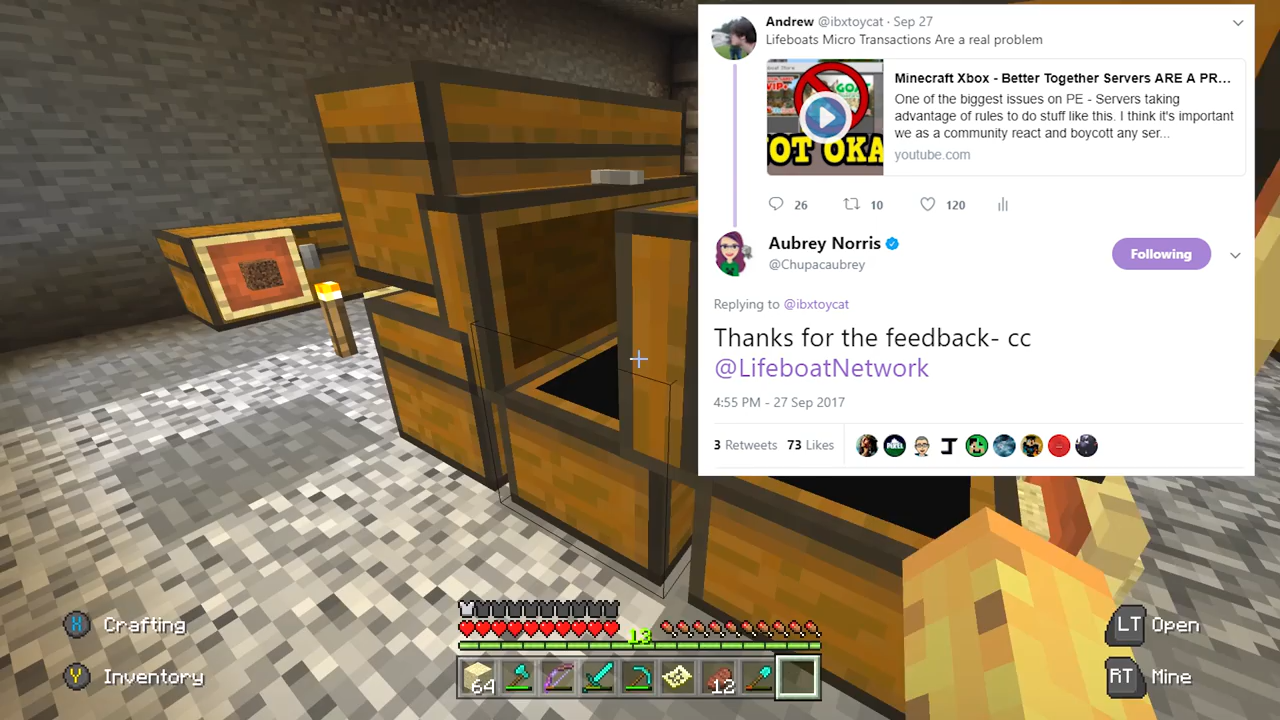 Andrew @ibxtoycat · Sep 27
Lifeboats Micro Transactions Are a real problem
Minecraft Xbox - Better Together Servers ARE A PR...
One of the biggest issues on PE - Servers taking
advantage of rules to do stuff like this. I think it's important
we as a community react and boycott any ser...
youtube.com
OT OKA
26 10 120
Aubrey Norris
@Chupacaubrey
Following
Replying to @ibxtoycat
Thanks for the feedback- cc
@LifeboatNetwork
4:55 PM - 27 Sep 2017
3 Retweets 73 Likes
X Crafting
Y Inventory
LT Open
RT Mine
13
64
12